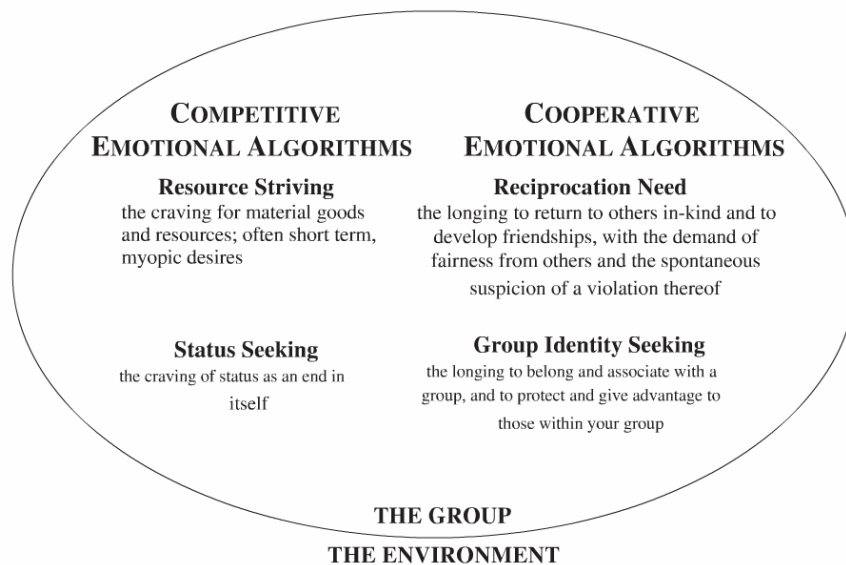 COMPETITIVE
EMOTIONAL ALGORITHMS
Resource Striving
the craving for material goods
and resources; often short term,
myopic desires
Status Seeking
the craving of status as an end in
itself
COOPERATIVE
EMOTIONAL ALGORITHMS
Reciprocation Need
the longing to return to others in-kind and to
develop friendships, with the demand of
fairness from others and the spontaneous
suspicion of a violation thereof
Group Identity Seeking
the longing to belong and associate with a
group, and to protect and give advantage to
those within your group
THE GROUP
THE ENVIRONMENT